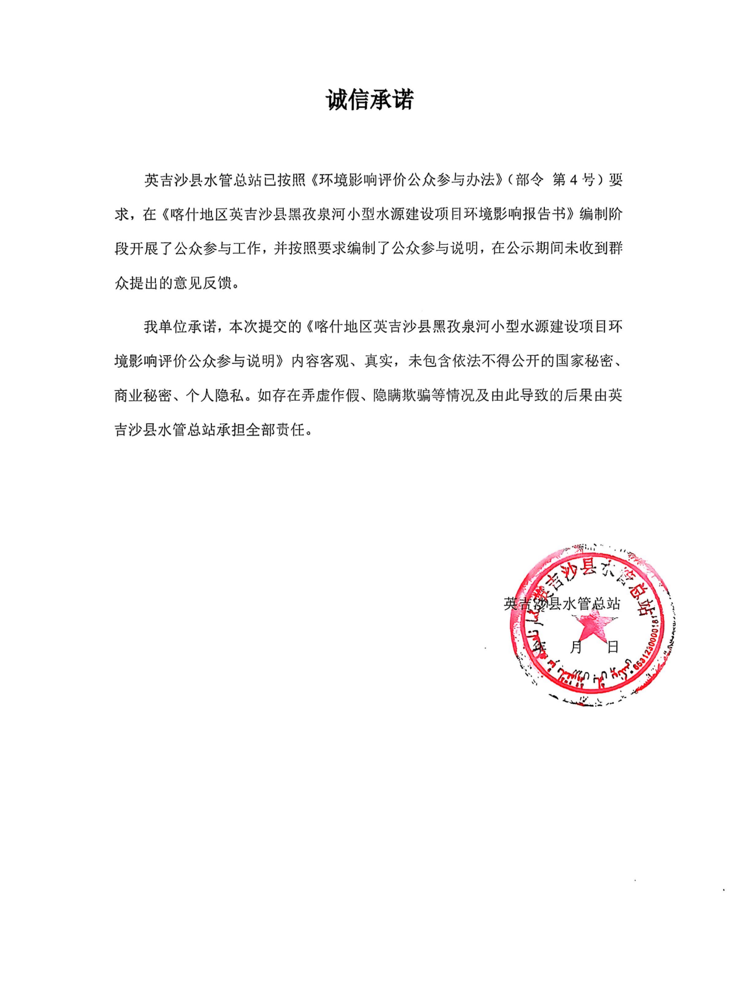 诚信承诺
英吉沙县水管总站已按照《环境影响评价公众参与办法》（部令 第4号）要
求，在《喀什地区英吉沙县黑孜泉河小型水源建设项目环境影响报告书》编制阶
段开展了公众参与工作，并按照要求编制了公众参与说明，在公示期间未收到群
众提出的意见反馈。
我单位承诺，本次提交的《喀什地区英吉沙县黑孜泉河小型水源建设项目环
境影响评价公众参与说明》内容客观、真实，未包含依法不得公开的国家秘密、
商业秘密、个人隐私。如存在弄虚作假、隐瞒欺骗等情况及由此导致的后果由英
吉沙县水管总站承担全部责任。
英吉沙县水管总站
英吉沙县水管总站
年 月 日